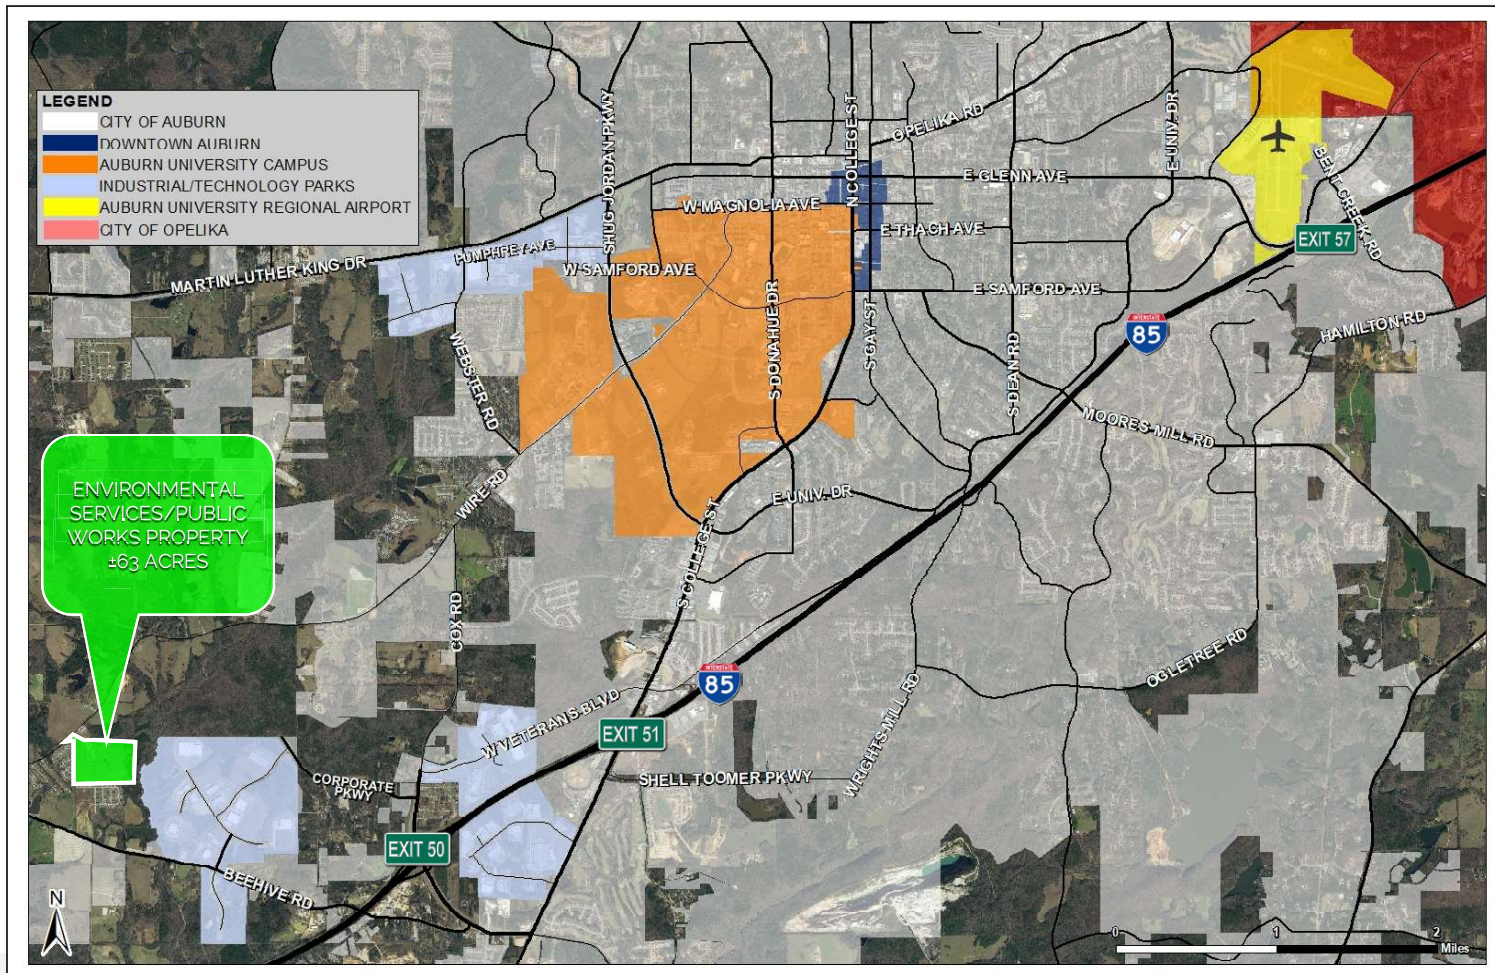 LEGEND
CITY OF AUBURN
DOWNTOWN AUBURN
AUBURN UNIVERSITY CAMPUS
INDUSTRIAL/TECHNOLOGY PARKS
AUBURN UNIVERSITY REGIONAL AIRPORT
CITY OF OPELIKA
SHUG JORDAN PKWY
N COLLEGE ST
OPELIKA RD
E UNIV. DR
E GLENN AVE
W MAGNOLIA AVE
E THACH AVE
BENT CREEK RD
EXIT 57
PUMPHREY AVE
MARTIN LUTHER KING DR
W SAMFORD AVE
E SAMFORD AVE
S DONAHUE DR
S GAY ST
S DEAN RD
INTERSTATE
85
HAMILTON RD
WEBSTER RD
MOORES MILL RD
ENVIRONMENTAL
SERVICES/PUBLIC
WORKS PROPERTY
±63 ACRES
WIRE RD
E UNIV. DR
S COLLEGE ST
COX RD
OGLETREE RD
INTERSTATE
85
W VETERANS BLVD
WRIGHTS MILL RD
EXIT 51
SHELL TOOMER PKWY
CORPORATE
PKWY
EXIT 50
BEEHIVE RD
N
0 1 2
Miles